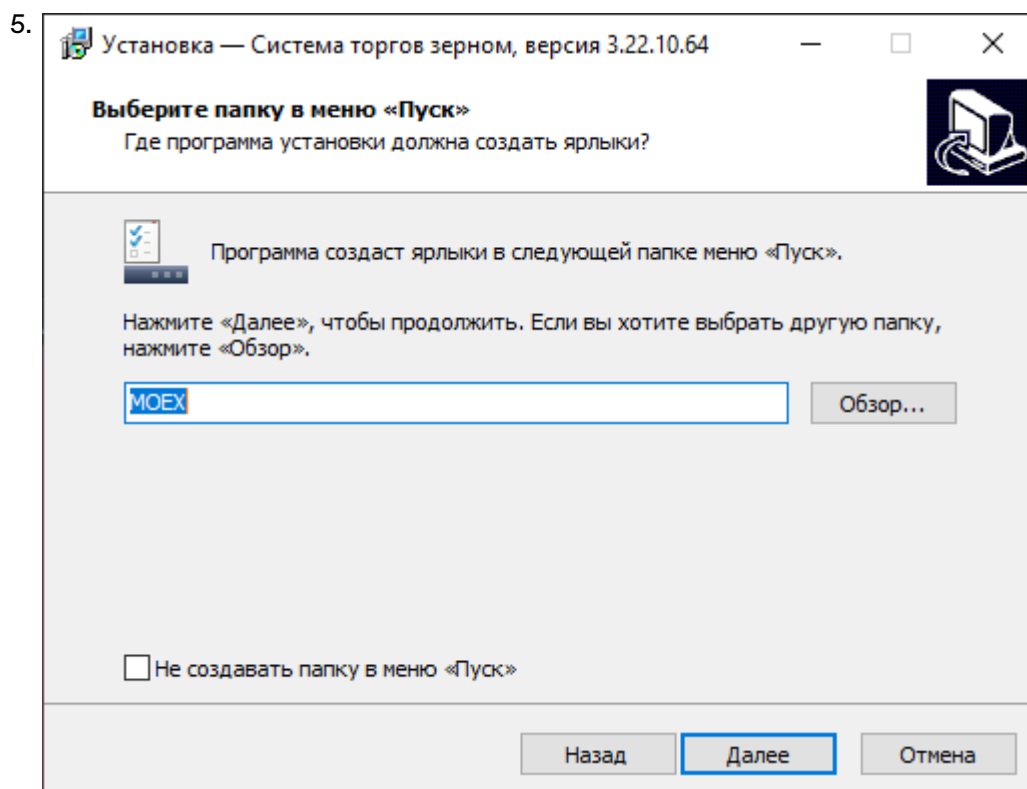 5.
Установка — Система торгов зерном, версия 3.22.10.64
Выберите папку в меню «Пуск»
Где программа установки должна создать ярлыки?
Программа создаст ярлыки в следующей папке меню «Пуск».
Нажмите «Далее», чтобы продолжить. Если вы хотите выбрать другую папку,
нажмите «Обзор».
MOEX
Обзор...
Не создавать папку в меню «Пуск»
Назад
Далее
Отмена